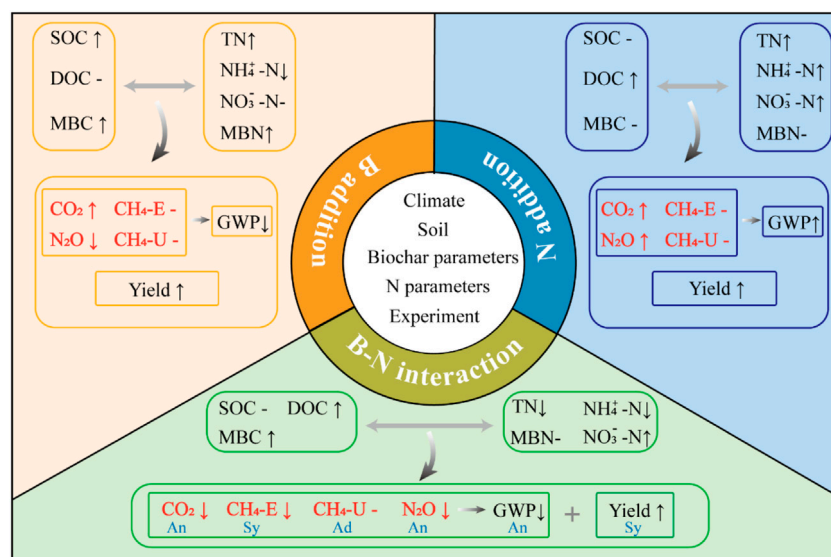 SOC ↑
DOC -
MBC ↑
TN↑
NH₄⁺-N↓
NO₃⁻-N-
MBN↑
CO₂ ↑ CH₄-E -
N₂O ↓ CH₄-U -
GWP↓
Yield ↑
B addition
SOC -
DOC ↑
MBC -
TN↑
NH₄⁺-N↑
NO₃⁻-N↑
MBN-
CO₂ ↑ CH₄-E -
N₂O ↑ CH₄-U -
GWP↑
Yield ↑
N addition
Climate
Soil
Biochar parameters
N parameters
Experiment
B-N interaction
SOC - DOC ↑
MBC ↑
TN↓ NH₄⁺-N↓
MBN- NO₃⁻-N↑
CO₂ ↓ CH₄-E ↓ CH₄-U - N₂O ↓ GWP↓ + Yield ↑
An Sy Ad An An Sy